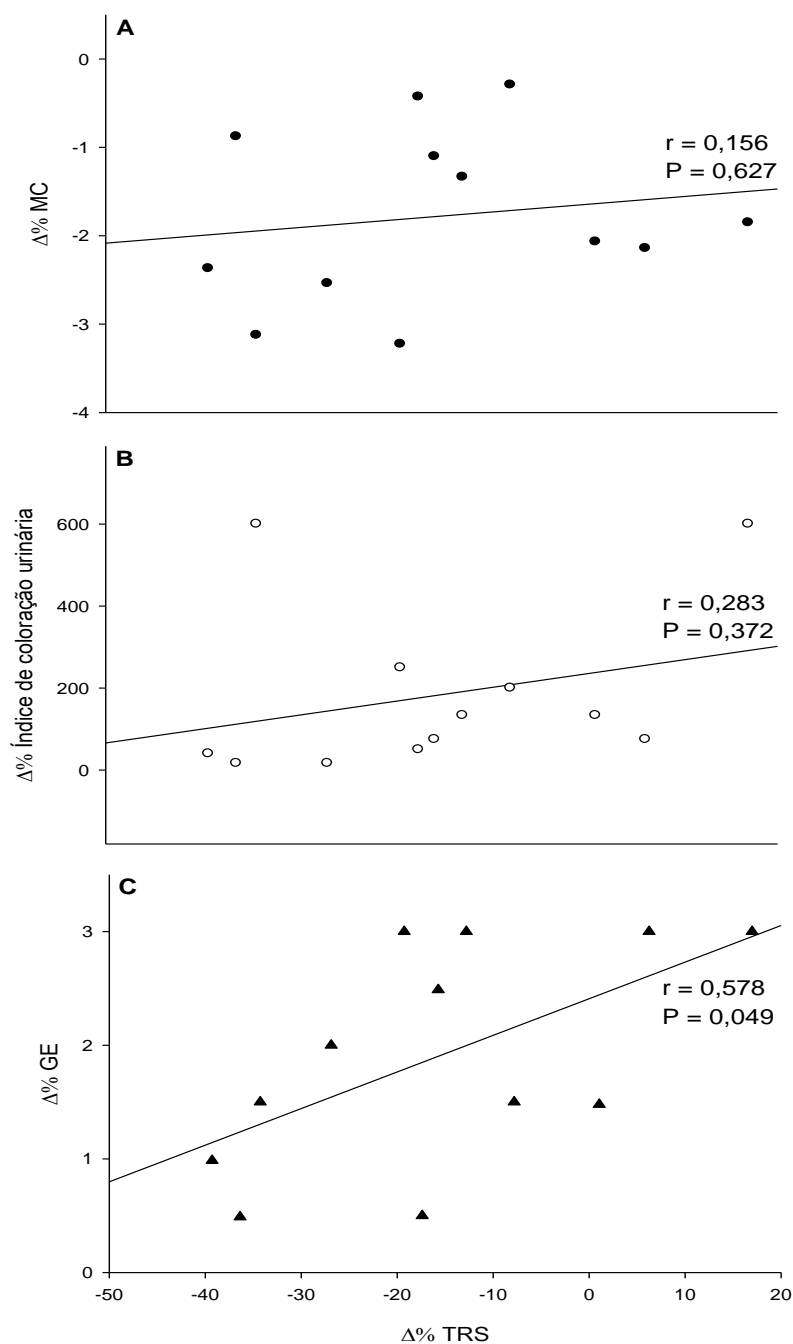 A
0
-1
-2
-3
-4
Δ% MC
r = 0,156
P = 0,627
B
600
400
200
0
Δ% Índice de coloração urinária
r = 0,283
P = 0,372
C
3
2
1
0
Δ% GE
r = 0,578
P = 0,049
-50 -40 -30 -20 -10 0 10 20
Δ% TRS